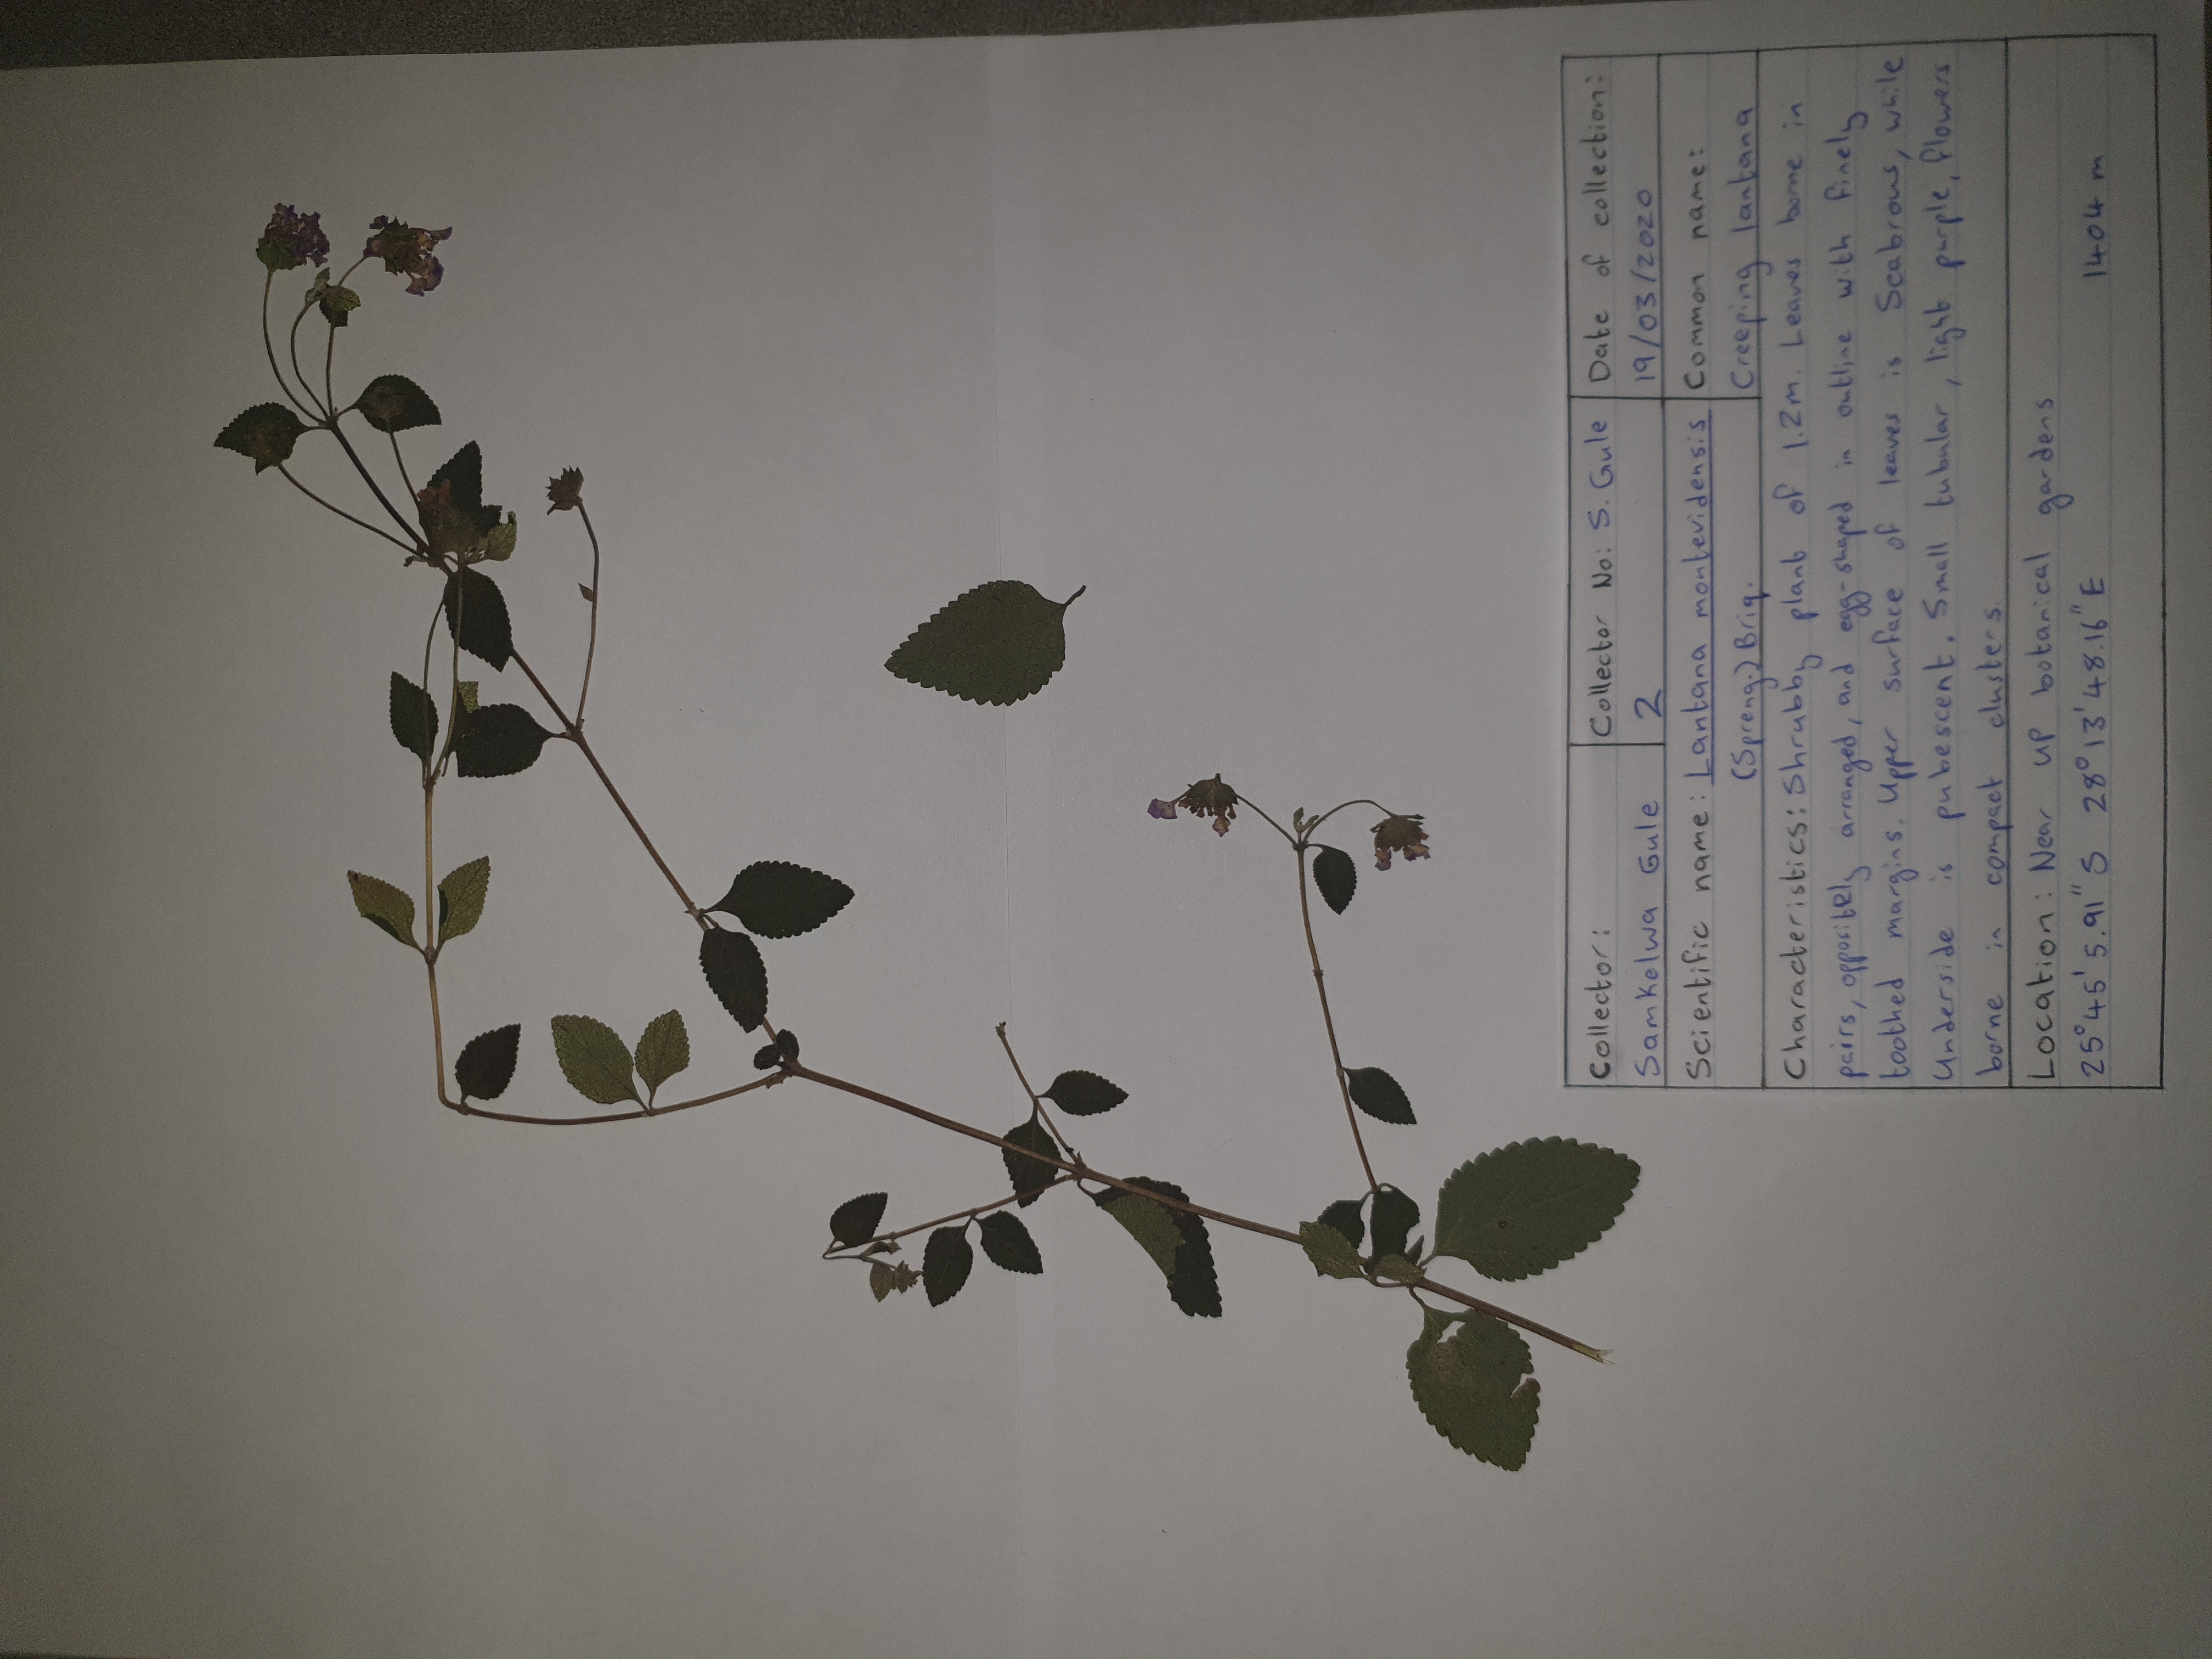 Collector:
Samkelwa Gule
Collector No: S. Gule
2
Date of collection:
19/03/2020
Scientific name: Lantana montevidensis
(Spreng.) Briq.
Common name:
Creeping lantana
Characteristics: Shrubby plant of 1.2m. Leaves borne in
pairs, oppositely arranged, and egg-shaped in outline with finely
toothed margins. Upper surface of leaves is Scabrous, while
Underside is pubescent. Small tubular, light purple, flowers
borne in compact clusters.
Location: Near UP botanical gardens
25°45'5.91"S 28°13'48.16"E 1404 m